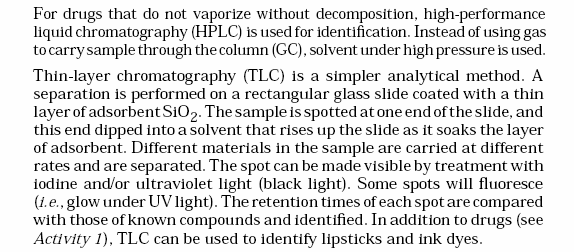 For drugs that do not vaporize without decomposition, high-performance
liquid chromatography (HPLC) is used for identification. Instead of using gas
to carry sample through the column (GC), solvent under high pressure is used.
Thin-layer chromatography (TLC) is a simpler analytical method. A
separation is performed on a rectangular glass slide coated with a thin
layer of adsorbent SiO₂. The sample is spotted at one end of the slide, and
this end dipped into a solvent that rises up the slide as it soaks the layer
of adsorbent. Different materials in the sample are carried at different
rates and are separated. The spot can be made visible by treatment with
iodine and/or ultraviolet light (black light). Some spots will fluoresce
(i.e., glow under UV light). The retention times of each spot are compared
with those of known compounds and identified. In addition to drugs (see
Activity 1), TLC can be used to identify lipsticks and ink dyes.